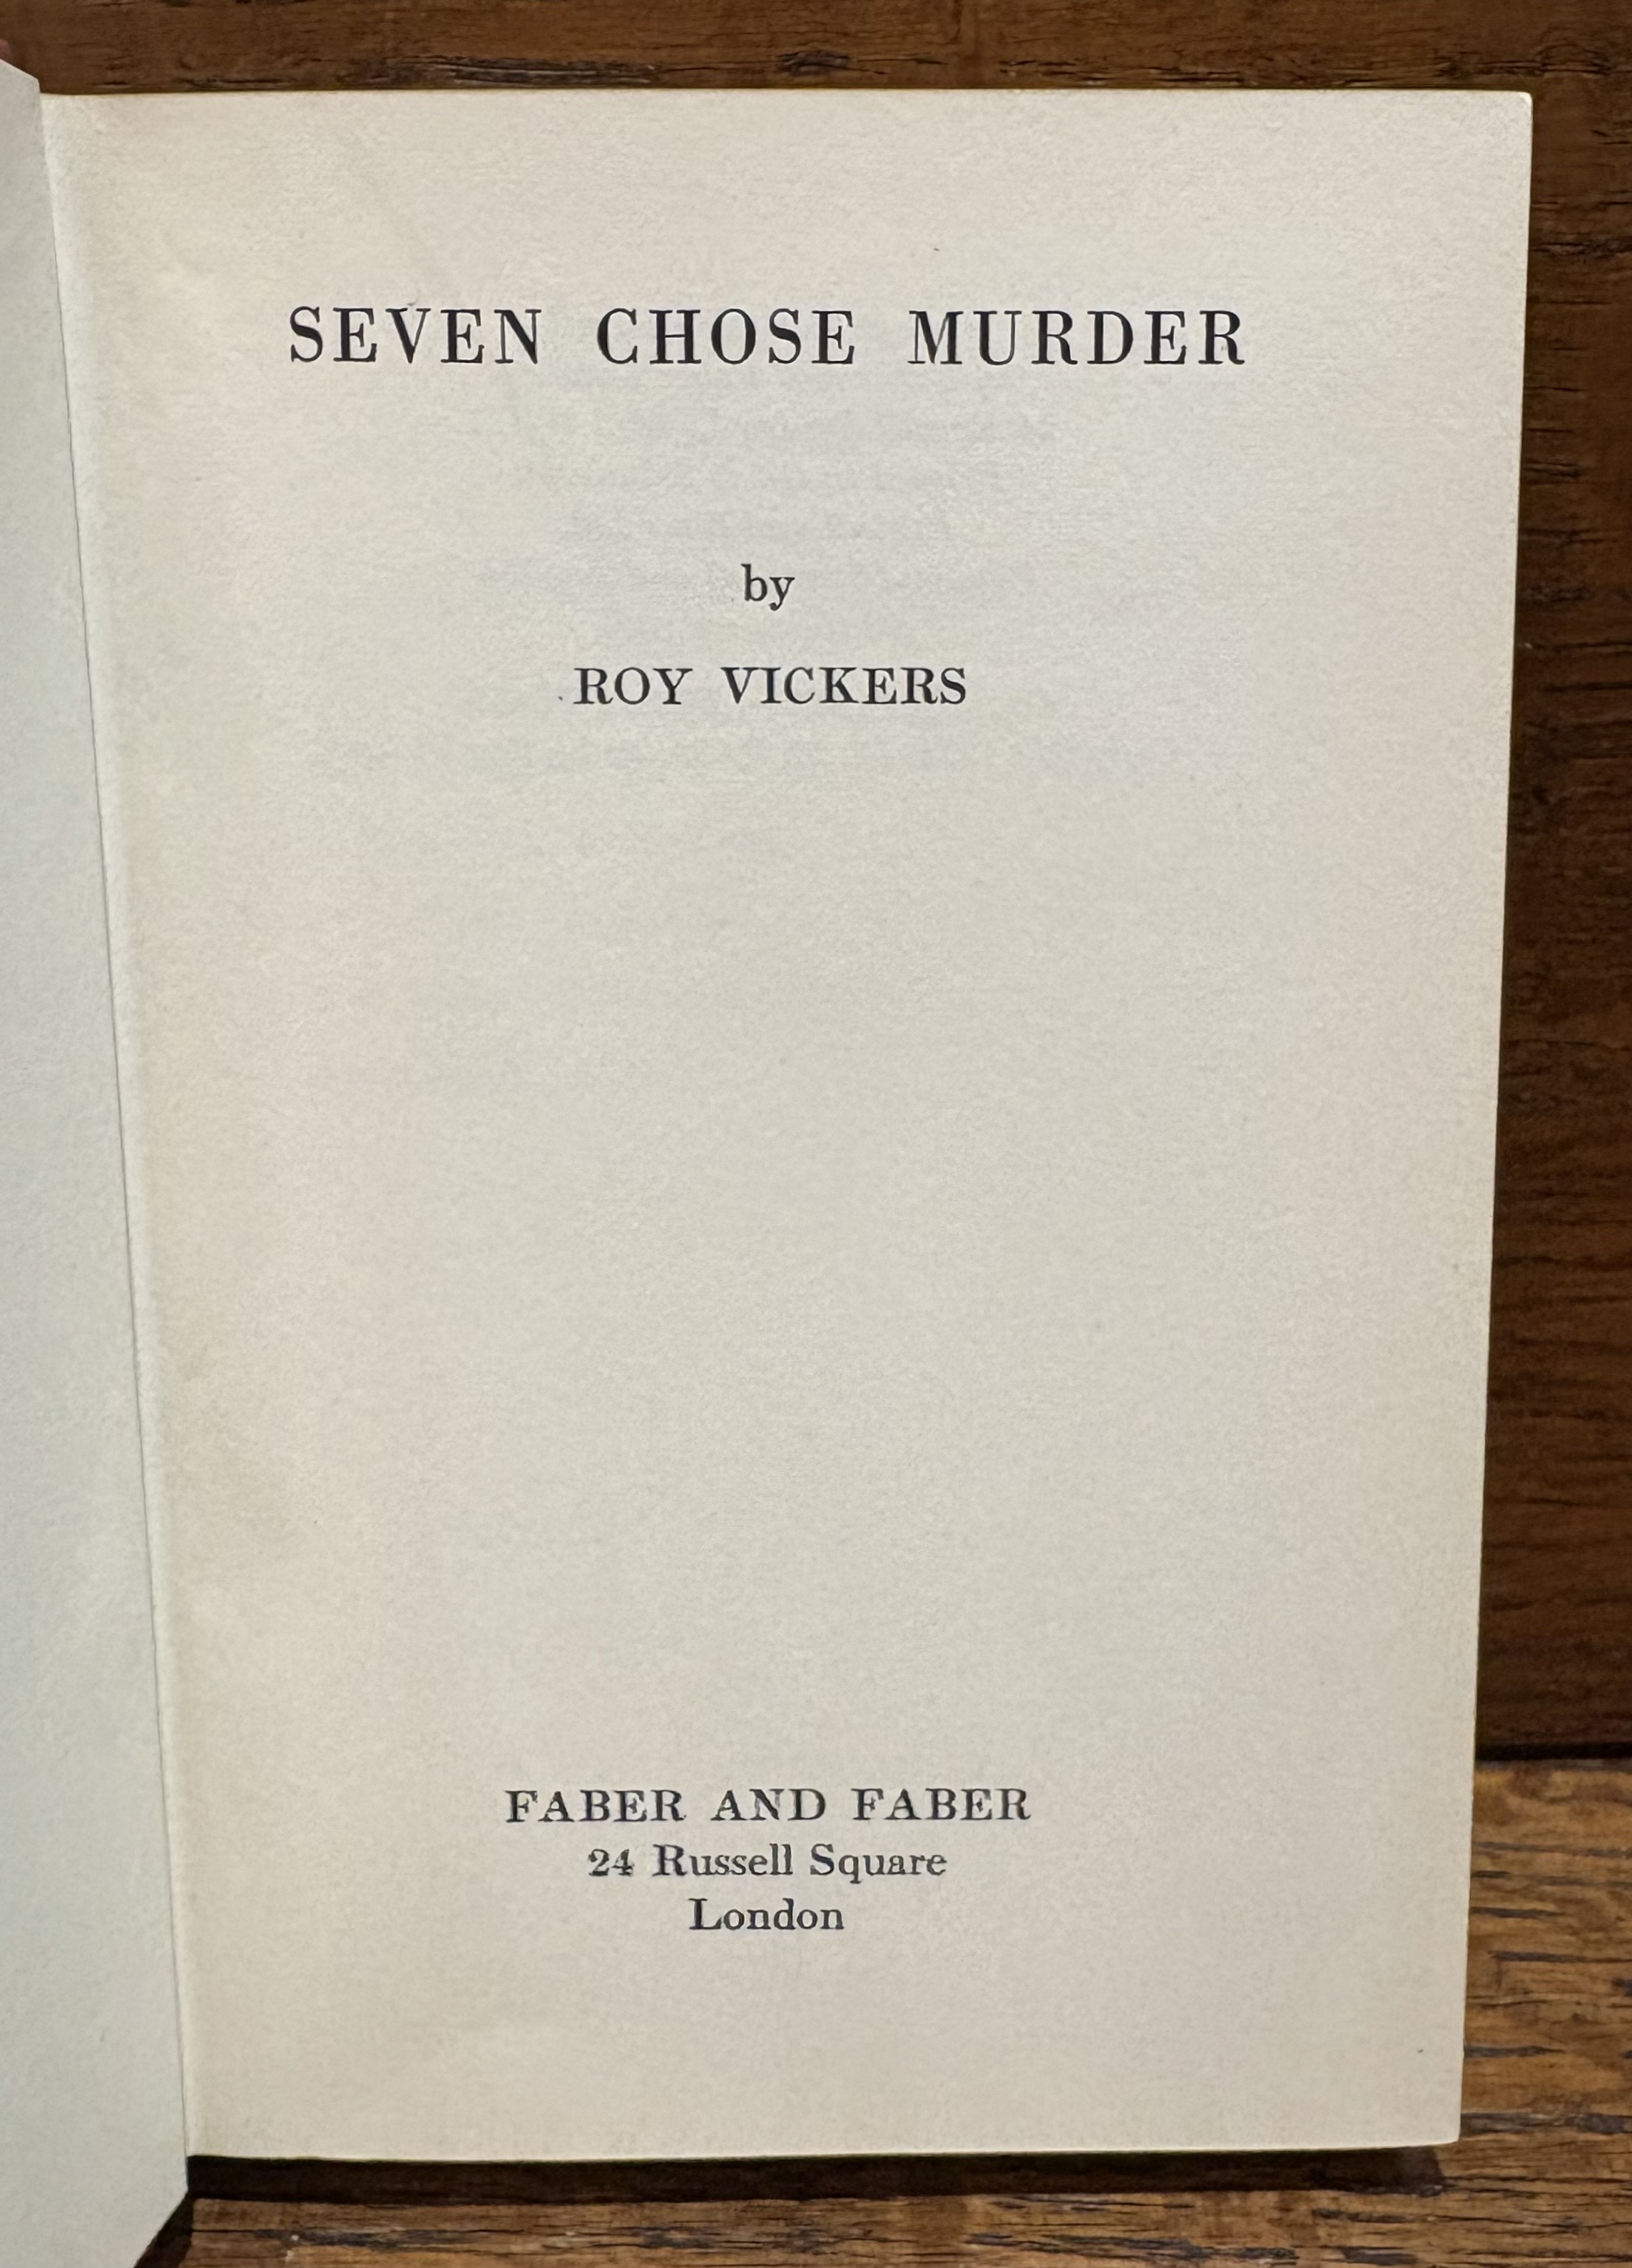 SEVEN CHOSE MURDER
by
ROY VICKERS
FABER AND FABER
24 Russell Square
London